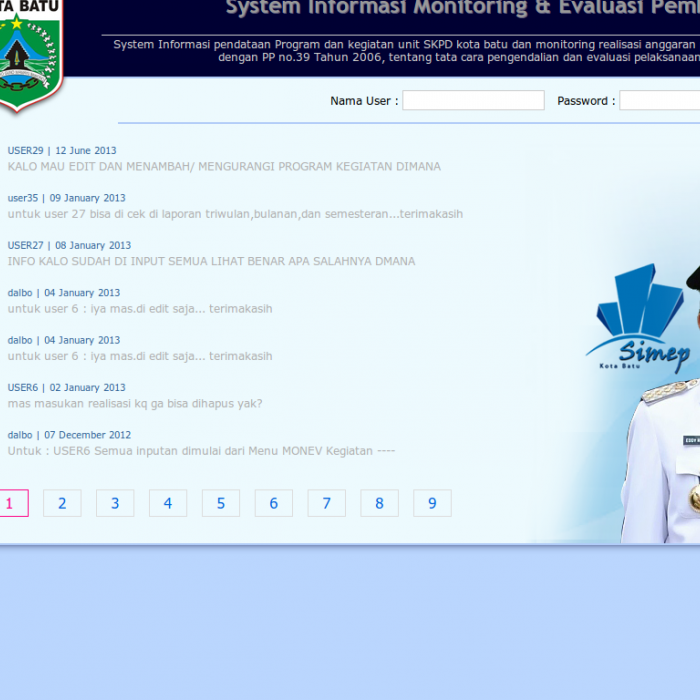 TA BATU
System Informasi Monitoring & Evaluasi
System Informasi pendataan Program dan kegiatan unit SKPD kota batu dan monitoring realisasi anggaran
dengan PP no.39 Tahun 2006, tentang tata cara pengendalian dan evaluasi pelaksanaan
Nama User : Password :
USER29 | 12 June 2013
KALO MAU EDIT DAN MENAMBAH/ MENGURANGI PROGRAM KEGIATAN DIMANA
user35 | 09 January 2013
untuk user 27 bisa di cek di laporan triwulan,bulanan,dan semesteran...terimakasih
USER27 | 08 January 2013
INFO KALO SUDAH DI INPUT SEMUA LIHAT BENAR APA SALAHNYA DMANA
dalbo | 04 January 2013
untuk user 6 : iya mas.di edit saja... terimakasih
dalbo | 04 January 2013
untuk user 6 : iya mas.di edit saja... terimakasih
USER6 | 02 January 2013
mas masukan realisasi kq ga bisa dihapus yak?
dalbo | 07 December 2012
Untuk : USER6 Semua inputan dimulai dari Menu MONEV Kegiatan ----
Simep
Kota Batu
1 2 3 4 5 6 7 8 9